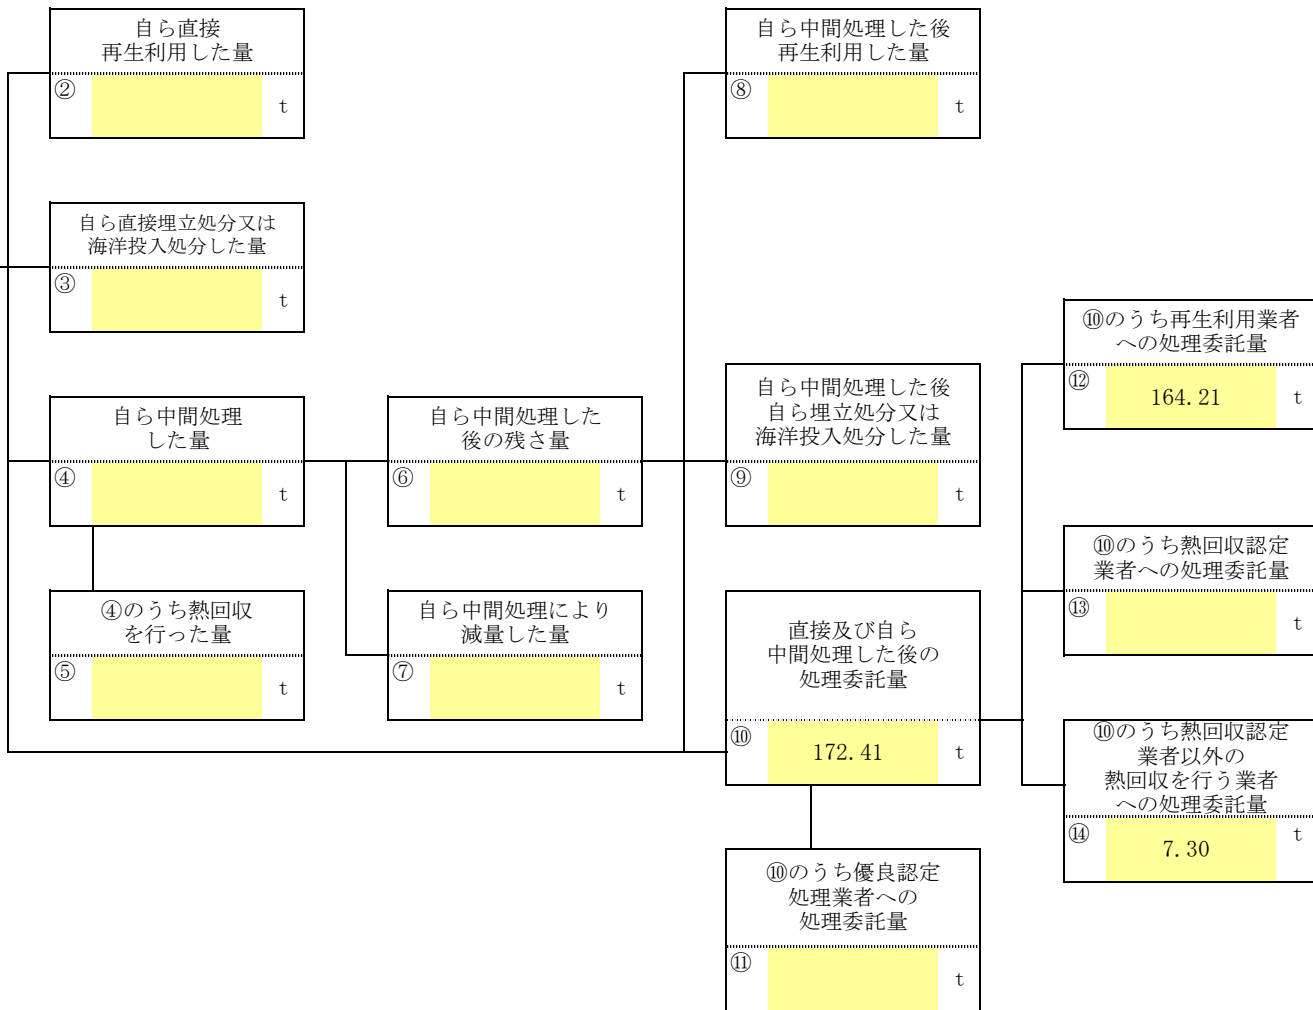 自ら直接
再生利用した量
②
t
自ら中間処理した後
再生利用した量
⑧
t
自ら直接埋立処分又は
海洋投入処分した量
③
t
⑩のうち再生利用業者
への処理委託量
⑫
164.21
t
自ら中間処理
した量
④
t
自ら中間処理した
後の残さ量
⑥
t
自ら中間処理した後
自ら埋立処分又は
海洋投入処分した量
⑨
t
⑩のうち熱回収認定
業者への処理委託量
⑬
t
④のうち熱回収
を行った量
⑤
t
自ら中間処理により
減量した量
⑦
t
直接及び自ら
中間処理した後の
処理委託量
⑩
172.41
t
⑩のうち熱回収認定
業者以外の
熱回収を行う業者
への処理委託量
⑭
7.30
t
⑩のうち優良認定
処理業者への
処理委託量
⑪
t